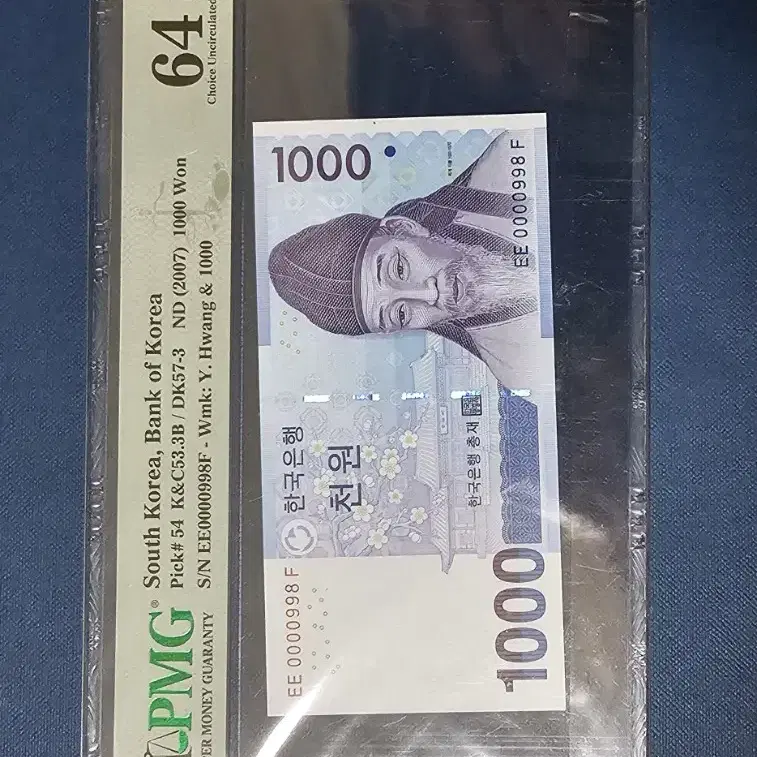 PMG®
ER MONEY GUARANTY
South Korea, Bank of Korea
Pick# 54 K&C53.3B / DK57-3 ND (2007) 1000 Won
S/N EE0000998F - Wmk: Y. Hwang & 1000
64
Choice Uncirculated
1000
EE 0000998 F
한국은행
천원
한국은행 총재
EE 0000998 F
1000